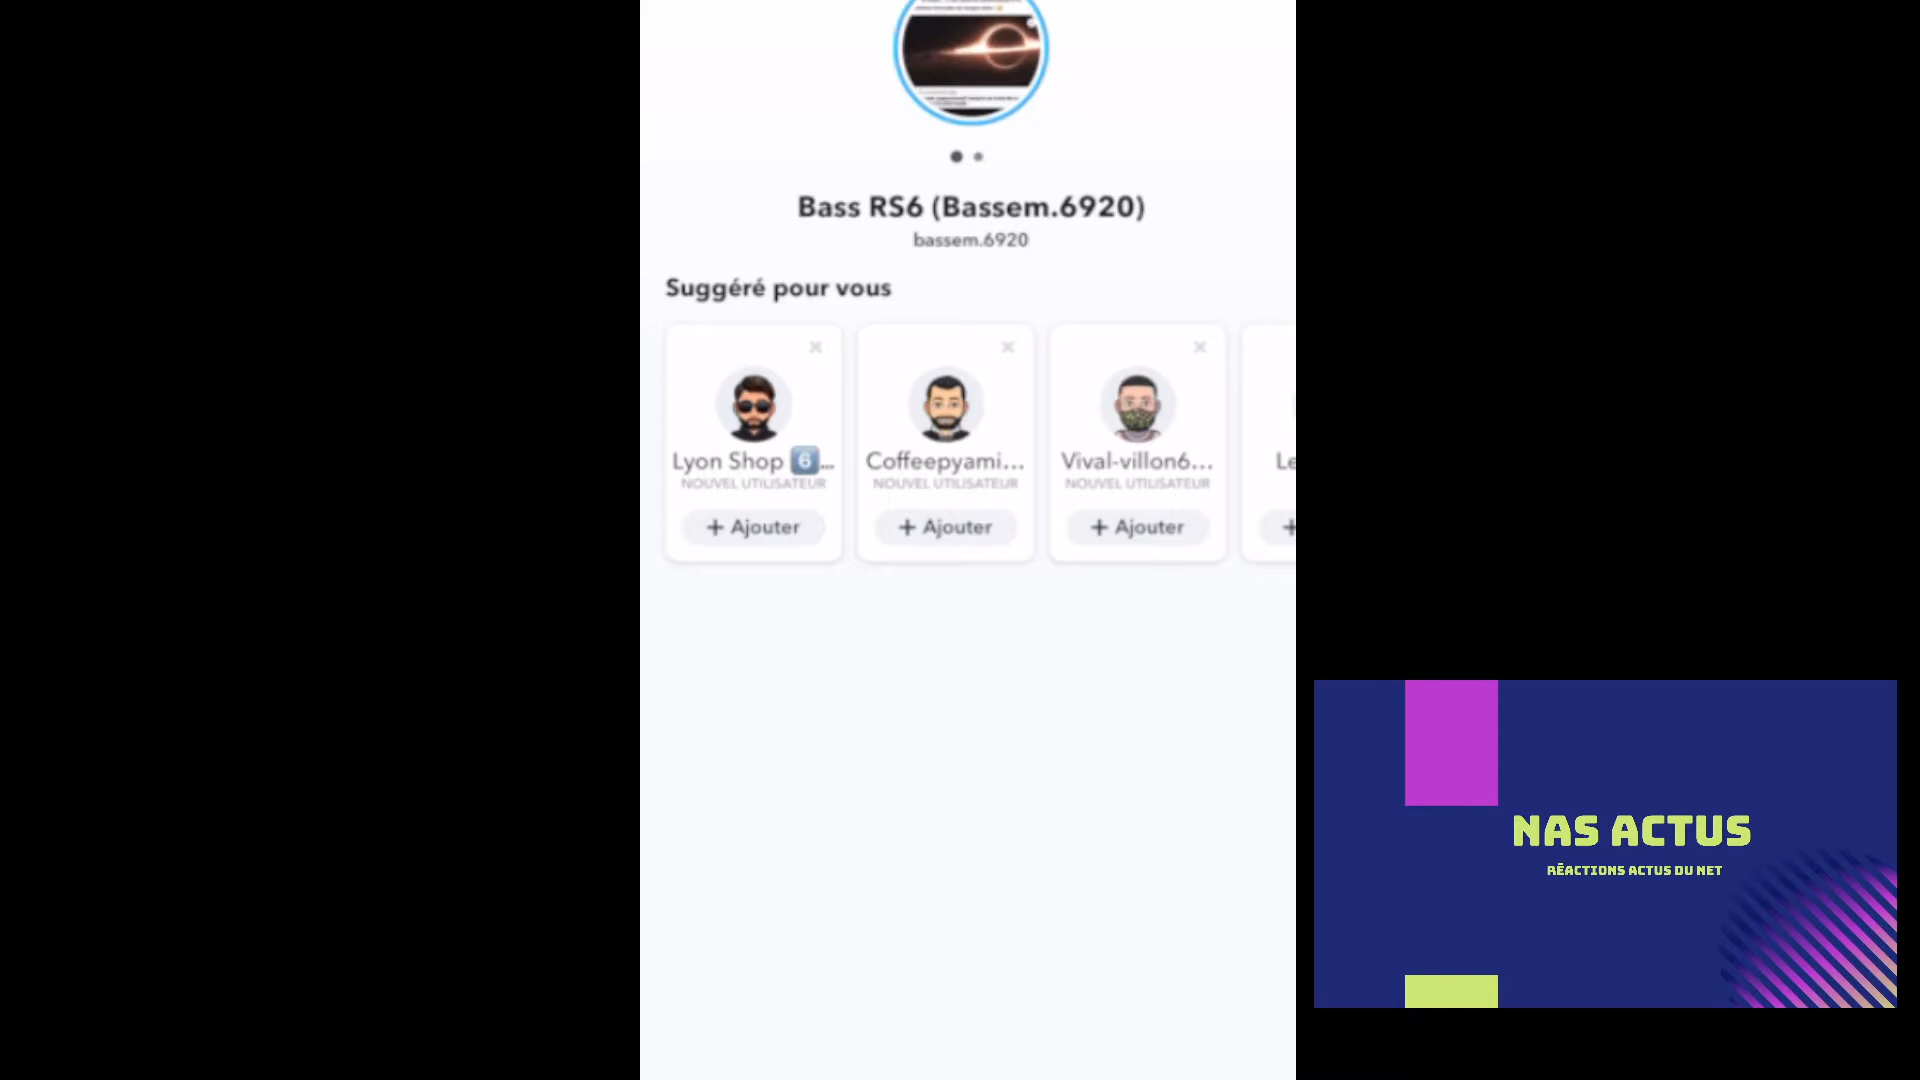 Bass RS6 (Bassem.6920)
bassem.6920
Suggéré pour vous
Lyon Shop 6...
NOUVEL UTILISATEUR
+ Ajouter
Coffeepyami...
NOUVEL UTILISATEUR
+ Ajouter
Vival-villon6...
NOUVEL UTILISATEUR
+ Ajouter
Le
+
NAS ACTUS
RÉACTIONS ACTUS DU NET